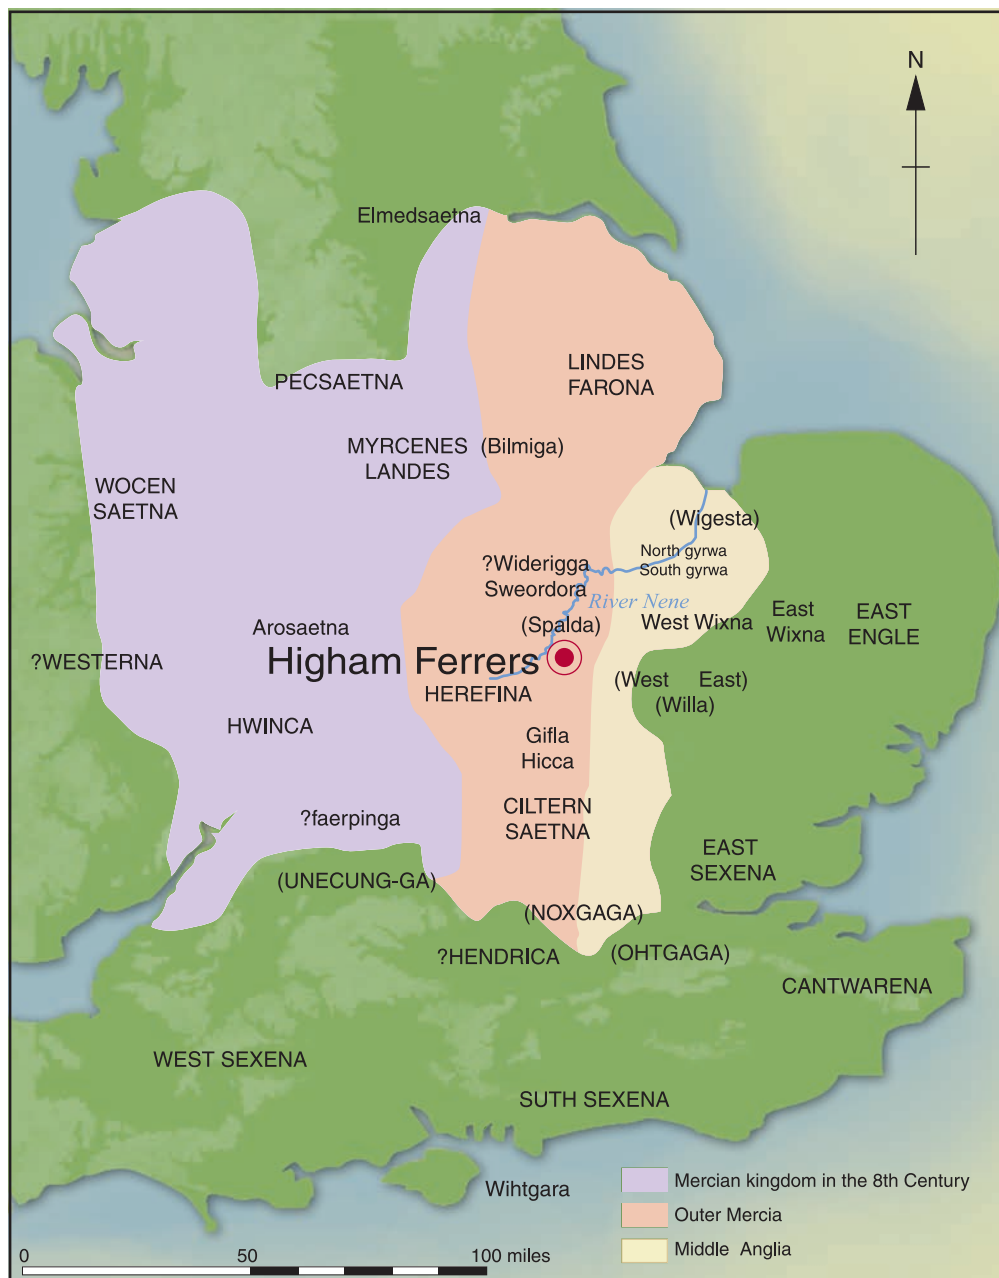 N
Elmedsaetna
LINDES
FARONA
PECSAETNA
MYRCENES
LANDES
(Bilmiga)
WOCEN
SAETNA
(Wigesta)
North gyrwa
South gyrwa
?Widerigga
Sweordora
River Nene
(Spalda)
West Wixna
East
Wixna
EAST
ENGLE
Arosaetna
Higham Ferrers
?WESTERNA
HEREFINA
(West East)
(Willa)
HWINCA
Gifla
Hicca
?faerpinga
CILTERN
SAETNA
EAST
SEXENA
(UNECUNG-GA)
(NOXGAGA)
?HENDRICA
(OHTGAGA)
CANTWARENA
WEST SEXENA
SUTH SEXENA
Wihtgara
Mercian kingdom in the 8th Century
Outer Mercia
Middle Anglia
0 50 100 miles